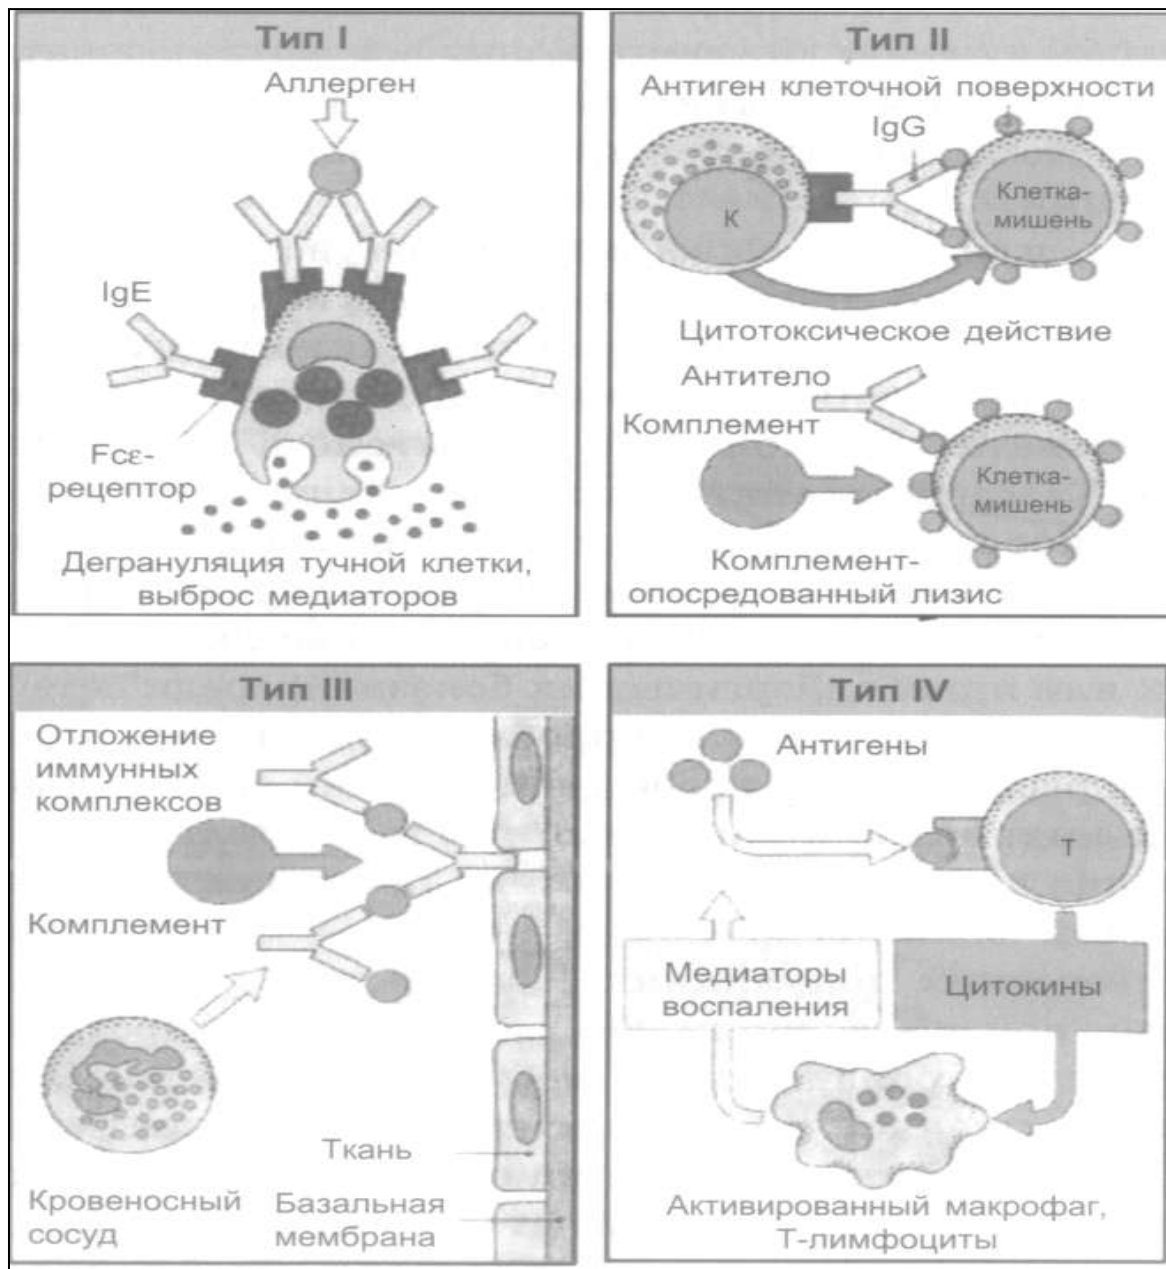 Тип I
Аллерген
IgE
Fcε-
рецептор
Дегрануляция тучной клетки,
выброс медиаторов
Тип II
Антиген клеточной поверхности
IgG
К
Клетка-
мишень
Цитотоксическое действие
Антитело
Комплемент
Клетка-
мишень
Комплемент-
опосредованный лизис
Тип III
Отложение
иммунных
комплексов
Комплемент
Ткань
Кровеносный
сосуд
Базальная
мембрана
Тип IV
Антигены
Т
Медиаторы
воспаления
Цитокины
Активированный макрофаг,
Т-лимфоциты